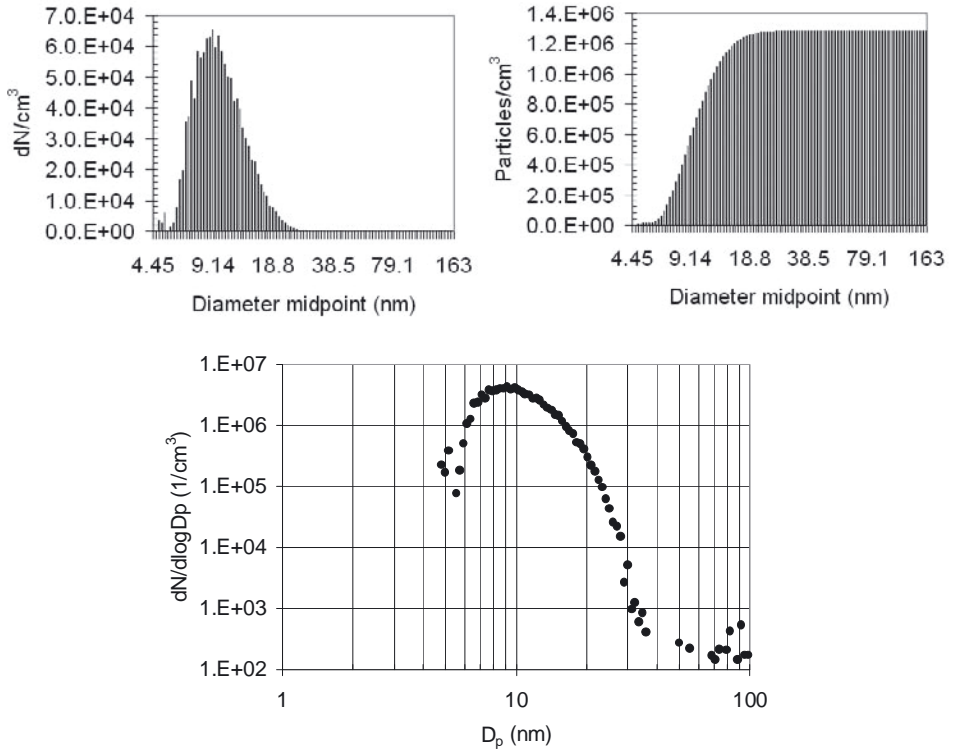 7.0.E+04
6.0.E+04
5.0.E+04
4.0.E+04
3.0.E+04
2.0.E+04
1.0.E+04
0.0.E+00
dN/cm³
4.45 9.14 18.8 38.5 79.1 163
Diameter midpoint (nm)
1.4.E+06
1.2.E+06
1.0.E+06
8.0.E+05
6.0.E+05
4.0.E+05
2.0.E+05
0.0.E+00
Particles/cm³
4.45 9.14 18.8 38.5 79.1 163
Diameter midpoint (nm)
1.E+07
1.E+06
1.E+05
1.E+04
1.E+03
1.E+02
dN/dlogDp (1/cm³)
1 10 100
Dₚ (nm)